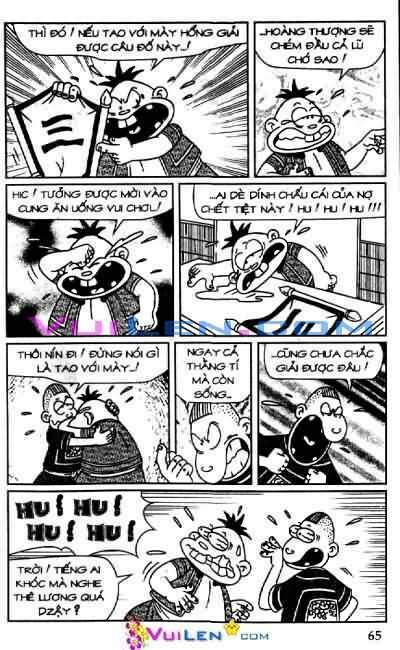 THÌ ĐÓ! NẾU TAO VỚI MÀY HỔNG GIẢI
ĐƯỢC CÂU ĐỐ NÀY..!
..HOÀNG THƯỢNG SẼ
CHÉM ĐẦU CẢ LŨ
CHÓ SAO!
三
HIC! TƯỞNG ĐƯỢC MỜI VÀO
CUNG ĂN UỐNG VUI CHƠI..!
...AI DÈ DÍNH CHẤU CÁI CỦA NỢ
CHẾT TIỆT NÀY! HU! HU! HU!!!
VUILEN.COM
THÔI NÍN ĐI! ĐỪNG NÓI GÌ
LÀ TAO VỚI MÀY..!
NGAY CẢ
THẰNG TÍ
MÀ CÒN
SỐNG...
...CŨNG CHƯA CHẮC
GIẢI ĐƯỢC ĐÂU!
HU! HU!
HU! HU!
TRỜI! TIẾNG AI
KHÓC MÀ NGHE
THÊ LƯƠNG QUÁ
DZẬY?
65
VUILEN.COM